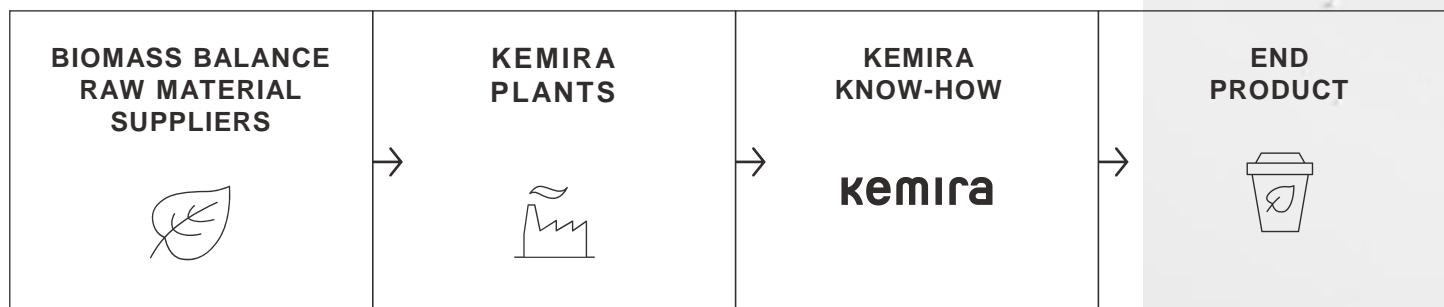 BIOMASS BALANCE
RAW MATERIAL
SUPPLIERS
KEMIRA
PLANTS
KEMIRA
KNOW-HOW
kemira
END
PRODUCT